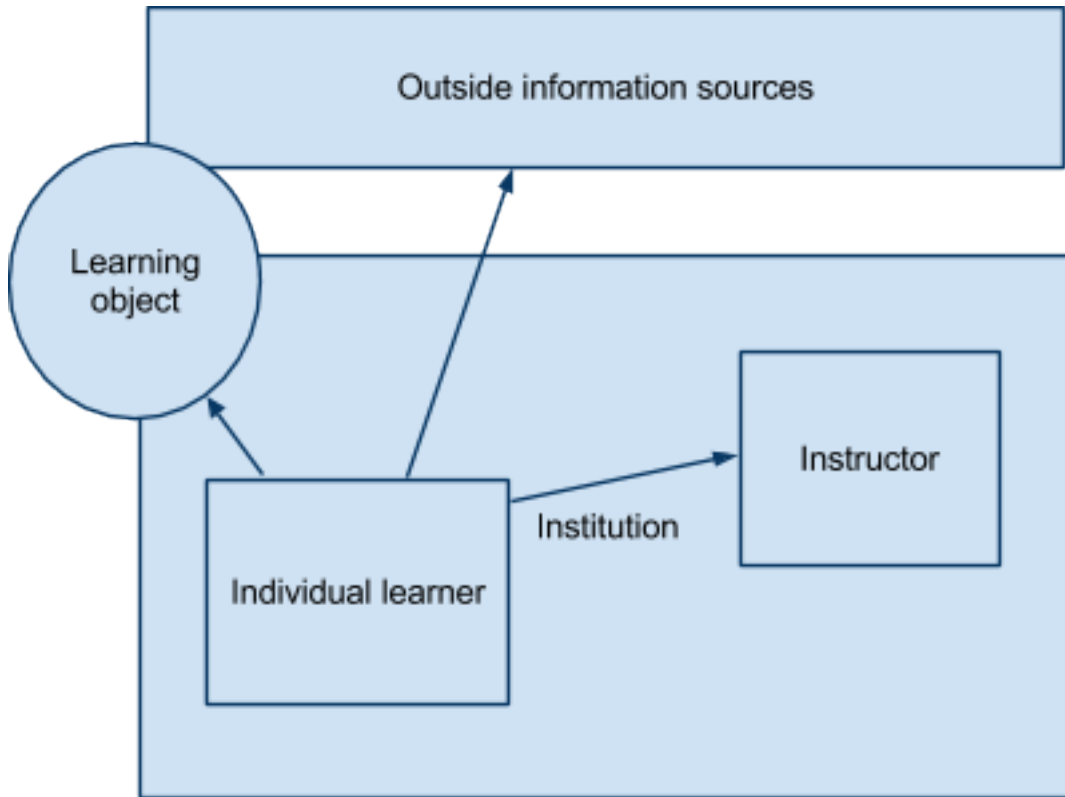 Outside information sources
Learning
object
Instructor
Institution
Individual learner